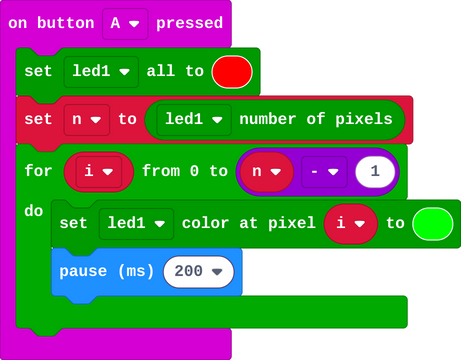 on button A pressed
set led1 all to
set n to led1 number of pixels
for i from 0 to n - 1
do
set led1 color at pixel i to
pause (ms) 200